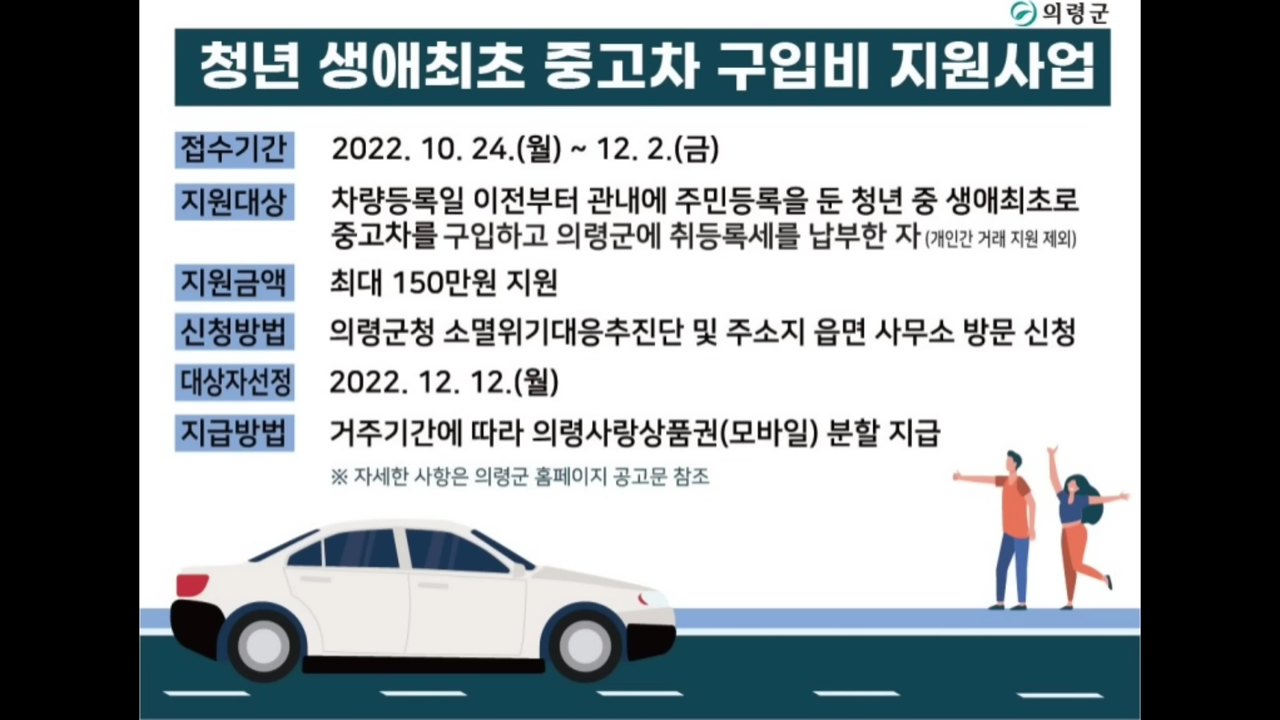 의령군
청년 생애최초 중고차 구입비 지원사업
접수기간 2022. 10. 24.(월) ~ 12. 2.(금)
지원대상 차량등록일 이전부터 관내에 주민등록을 둔 청년 중 생애최초로
중고차를 구입하고 의령군에 취등록세를 납부한 자 (개인간 거래 지원 제외)
지원금액 최대 150만원 지원
신청방법 의령군청 소멸위기대응추진단 및 주소지 읍면 사무소 방문 신청
대상자선정 2022. 12. 12.(월)
지급방법 거주기간에 따라 의령사랑상품권(모바일) 분할 지급
※ 자세한 사항은 의령군 홈페이지 공고문 참조